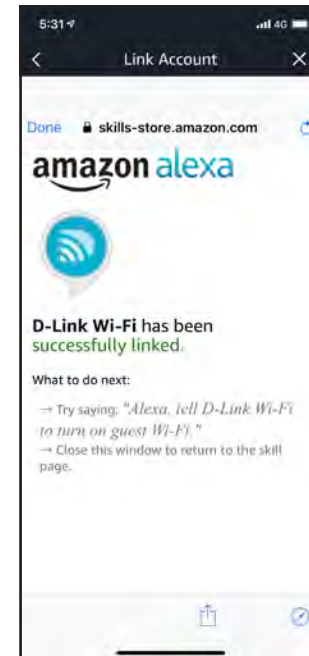 5:31
4G
Link Account
Done skills-store.amazon.com
amazon alexa
D-Link Wi-Fi has been
successfully linked.
What to do next:
→ Try saying: "Alexa, tell D-Link Wi-Fi
to turn on guest Wi-Fi."
→ Close this window to return to the skill
page.